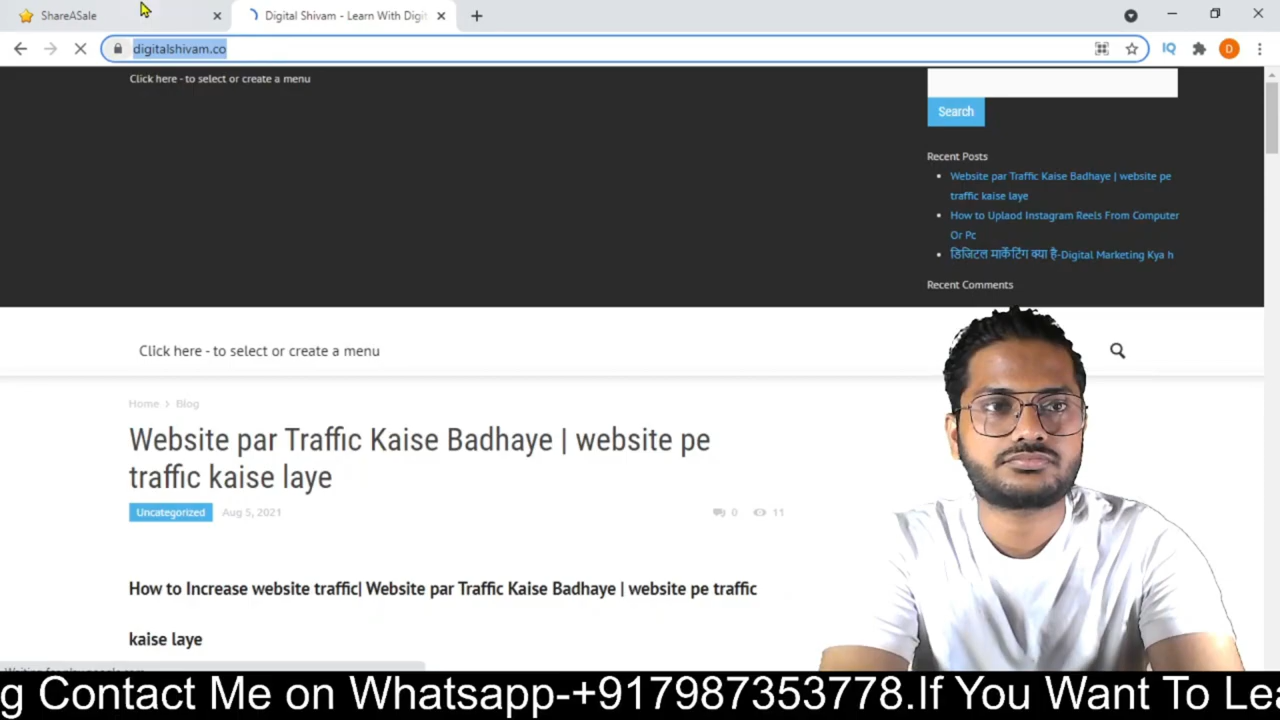 ShareASale
Digital Shivam - Learn With Digit
digitalshivam.co
IQ
D
Click here - to select or create a menu
Search
Recent Posts
Website par Traffic Kaise Badhaye | website pe
traffic kaise laye
How to Uplaod Instagram Reels From Computer
Or Pc
डिजिटल मार्केटिंग क्या है-Digital Marketing Kya h
Recent Comments
Click here - to select or create a menu
Home > Blog
Website par Traffic Kaise Badhaye | website pe
traffic kaise laye
Uncategorized Aug 5, 2021 0 11
How to Increase website traffic| Website par Traffic Kaise Badhaye | website pe traffic
kaise laye
g Contact Me on Whatsapp-+917987353778.If You Want To Lea